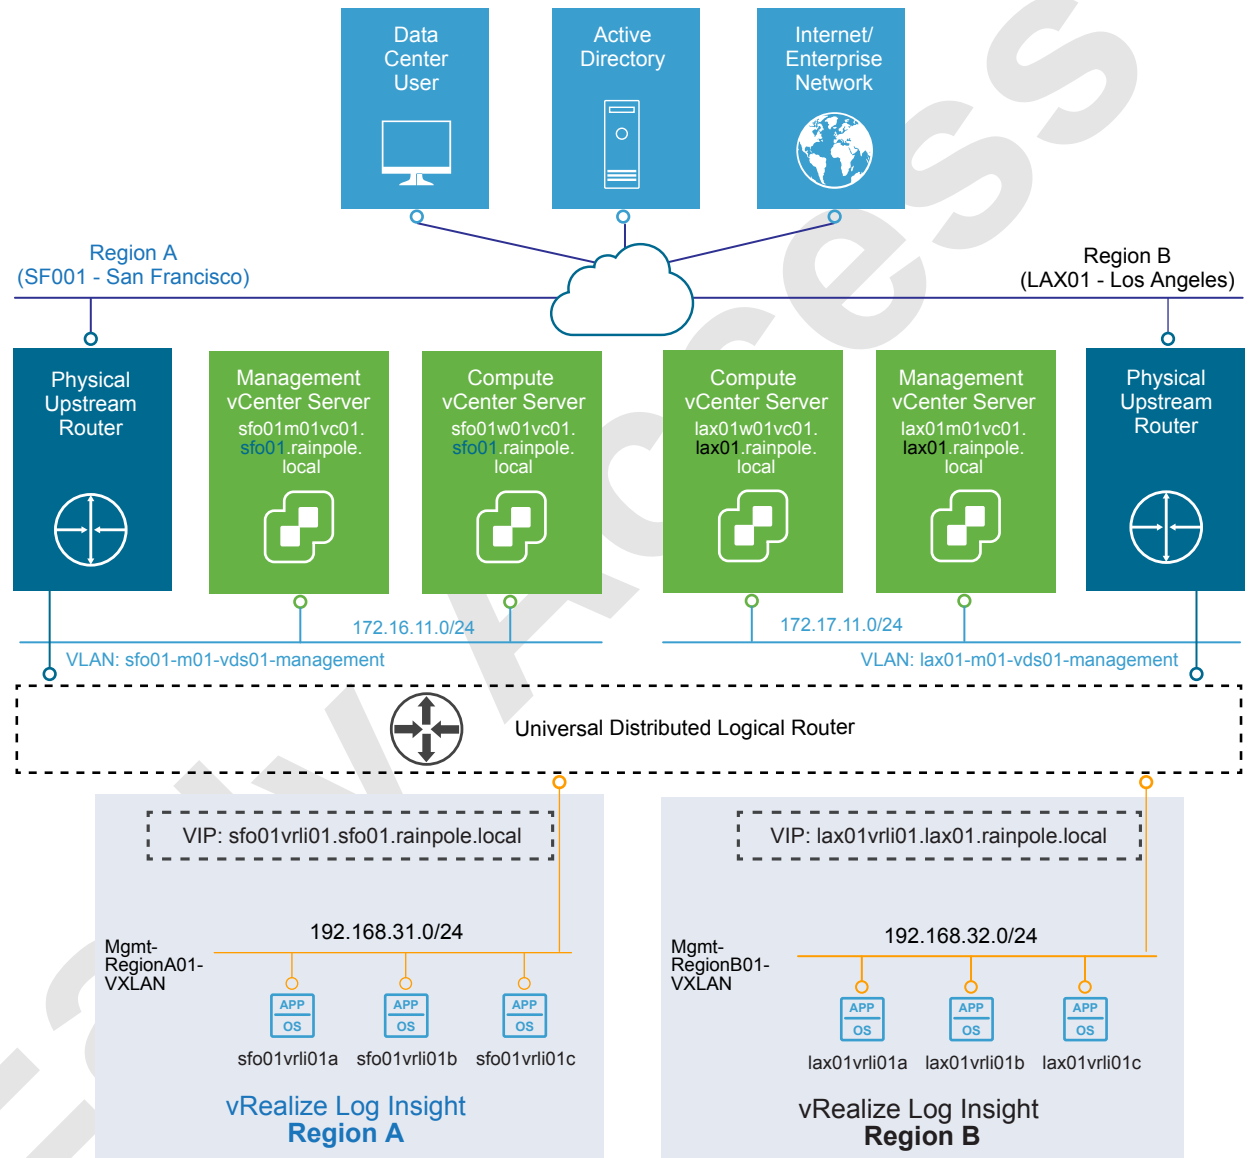 Data
Center
User
Active
Directory
Internet/
Enterprise
Network
Region A
(SF001 - San Francisco)
Region B
(LAX01 - Los Angeles)
Physical
Upstream
Router
Management
vCenter Server
sfo01m01vc01.
sfo01.rainpole.
local
Compute
vCenter Server
sfo01w01vc01.
sfo01.rainpole.
local
Compute
vCenter Server
lax01w01vc01.
lax01.rainpole.
local
Management
vCenter Server
lax01m01vc01.
lax01.rainpole.
local
Physical
Upstream
Router
172.16.11.0/24
VLAN: sfo01-m01-vds01-management
172.17.11.0/24
VLAN: lax01-m01-vds01-management
Universal Distributed Logical Router
VIP: sfo01vrli01.sfo01.rainpole.local
192.168.31.0/24
Mgmt-
RegionA01-
VXLAN
APP
OS
APP
OS
APP
OS
sfo01vrli01a
sfo01vrli01b
sfo01vrli01c
vRealize Log Insight
Region A
VIP: lax01vrli01.lax01.rainpole.local
192.168.32.0/24
Mgmt-
RegionB01-
VXLAN
APP
OS
APP
OS
APP
OS
lax01vrli01a
lax01vrli01b
lax01vrli01c
vRealize Log Insight
Region B
Early Access